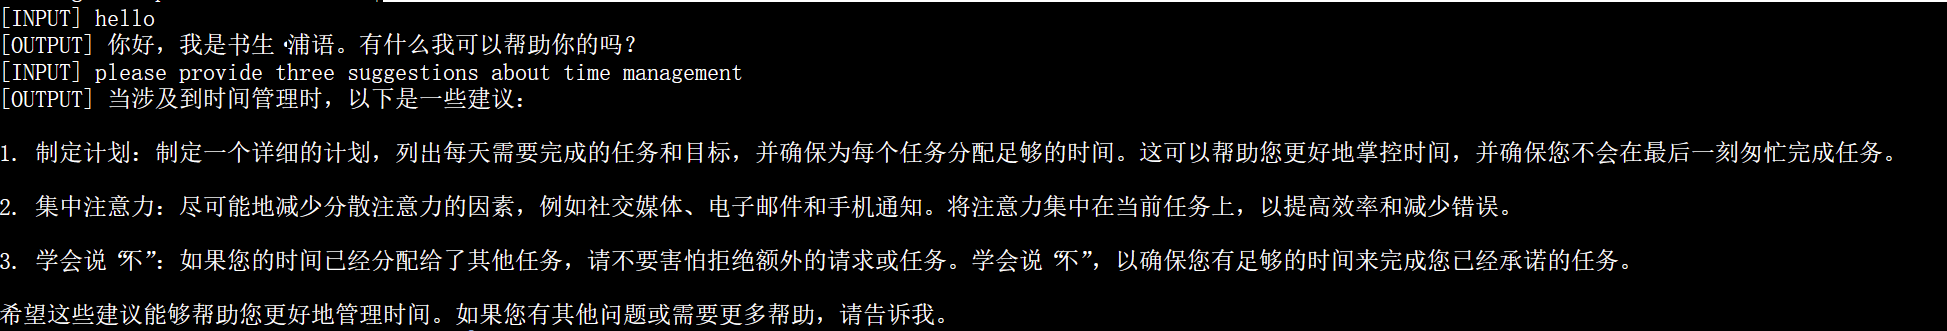 [INPUT] hello
[OUTPUT] 你好，我是书生·浦语。有什么我可以帮助你的吗？
[INPUT] please provide three suggestions about time management
[OUTPUT] 当涉及到时间管理时，以下是一些建议：
1. 制定计划：制定一个详细的计划，列出每天需要完成的任务和目标，并确保为每个任务分配足够的时间。这可以帮助您更好地掌控时间，并确保您不会在最后一刻匆忙完成任务。
2. 集中注意力：尽可能地减少分散注意力的因素，例如社交媒体、电子邮件和手机通知。将注意力集中在当前任务上，以提高效率和减少错误。
3. 学会说“不”：如果您的时间已经分配给了其他任务，请不要害怕拒绝额外的请求或任务。学会说“不”，以确保您有足够的时间来完成您已经承诺的任务。
希望这些建议能够帮助您更好地管理时间。如果您有其他问题或需要更多帮助，请告诉我。